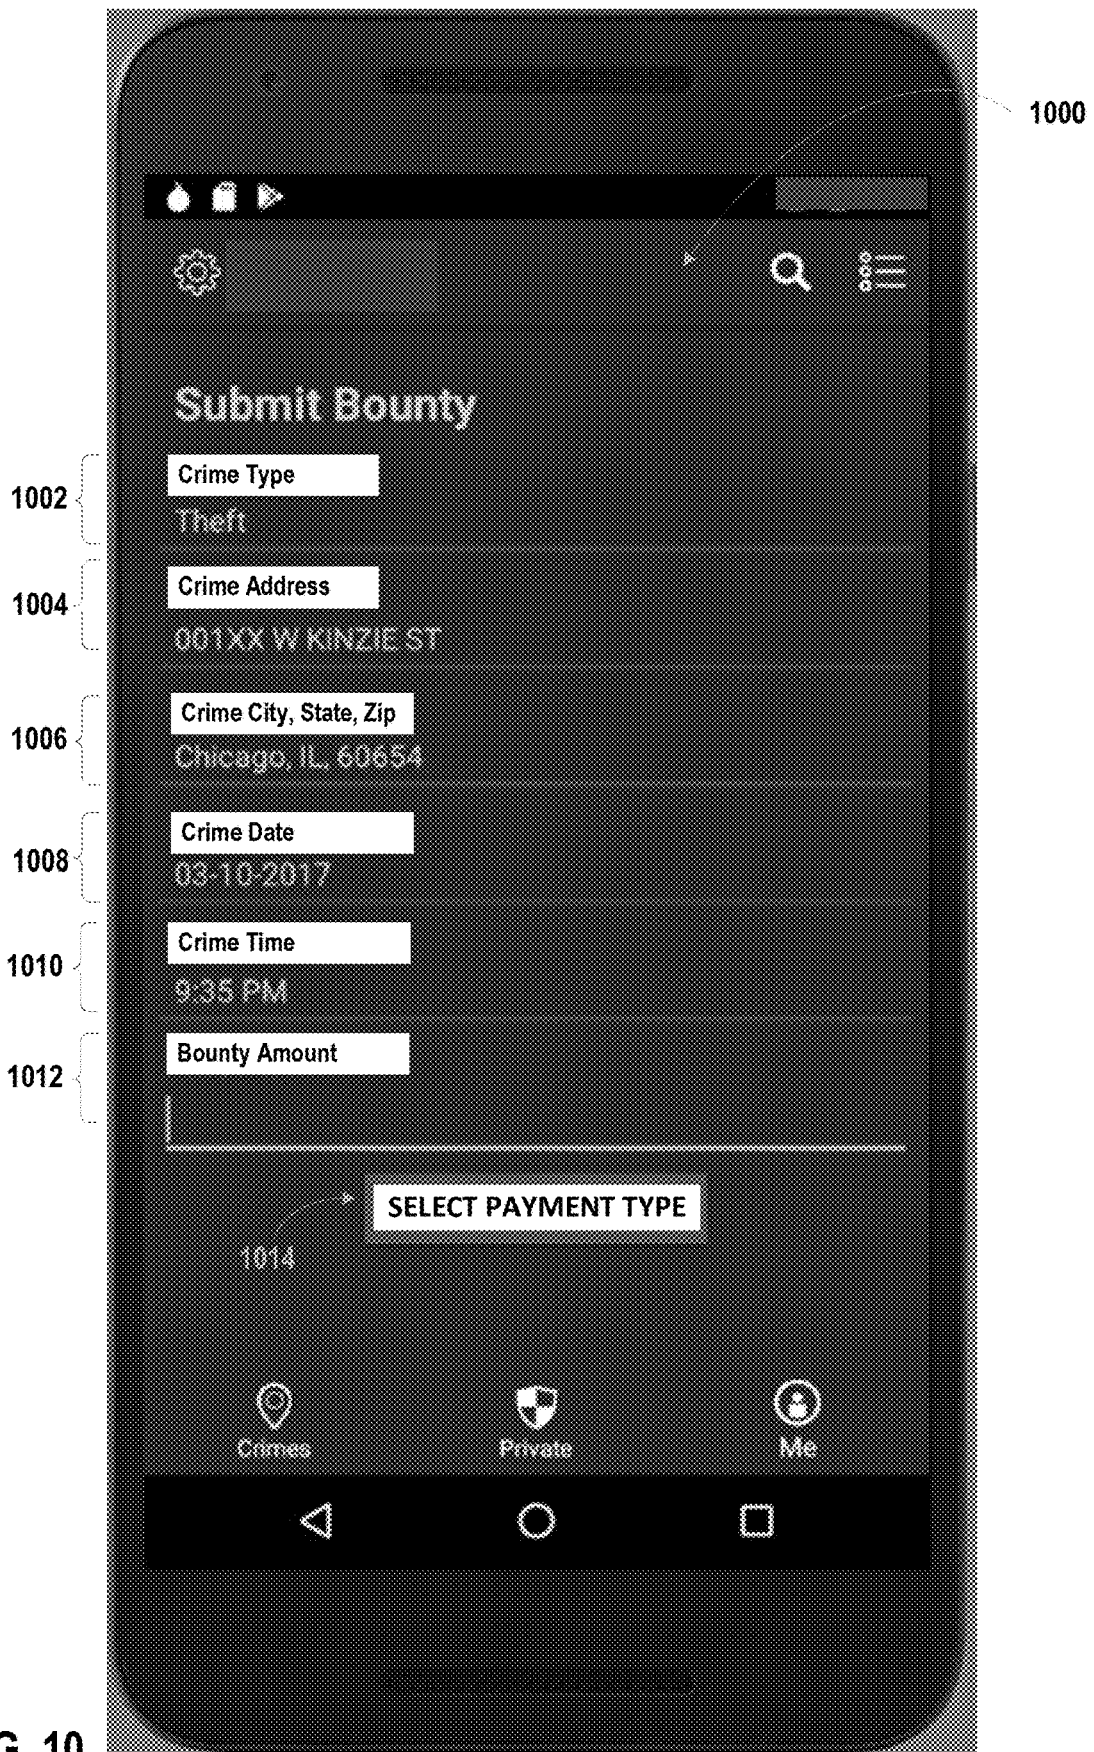 1000
Submit Bounty
1002
Crime Type
Theft
1004
Crime Address
001XX W KINZIE ST
1006
Crime City, State, Zip
Chicago, IL, 60654
1008
Crime Date
03-10-2017
1010
Crime Time
9:35 PM
1012
Bounty Amount
SELECT PAYMENT TYPE
1014
Crimes
Private
Me
10